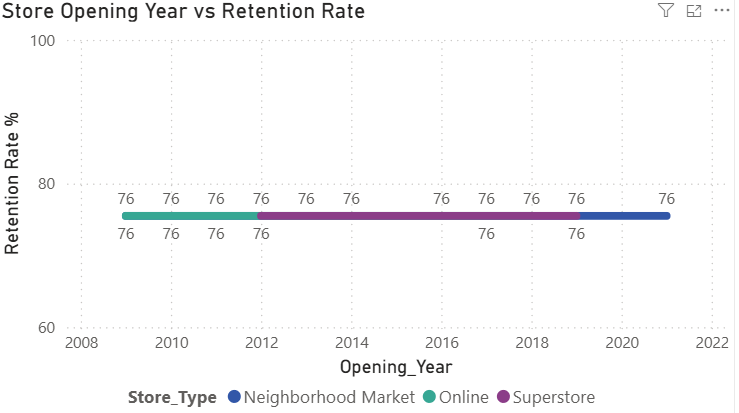 Store Opening Year vs Retention Rate
100
80
60
Retention Rate %
76 76 76 76 76 76 76 76 76 76 76
76 76 76 76 76 76
2008 2010 2012 2014 2016 2018 2020 2022
Opening_Year
Store_Type Neighborhood Market Online Superstore